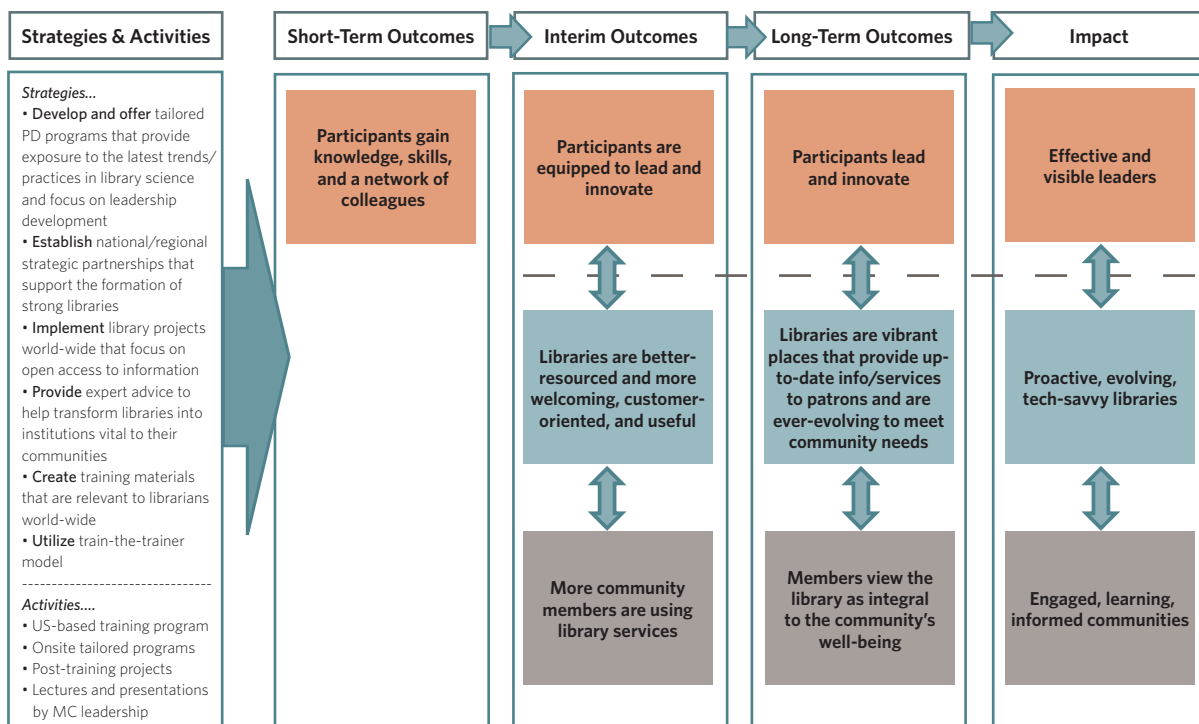 Strategies & Activities
Short-Term Outcomes
Interim Outcomes
Long-Term Outcomes
Impact
Strategies...
• Develop and offer tailored
PD programs that provide
exposure to the latest trends/
practices in library science
and focus on leadership
development
• Establish national/regional
strategic partnerships that
support the formation of
strong libraries
• Implement library projects
world-wide that focus on
open access to information
• Provide expert advice to
help transform libraries into
institutions vital to their
communities
• Create training materials
that are relevant to librarians
world-wide
• Utilize train-the-trainer
model
--------------------------------
Activities....
• US-based training program
• Onsite tailored programs
• Post-training projects
• Lectures and presentations
by MC leadership
Participants gain
knowledge, skills,
and a network of
colleagues
Participants are
equipped to lead and
innovate
Libraries are better-
resourced and more
welcoming, customer-
oriented, and useful
More community
members are using
library services
Participants lead
and innovate
Libraries are vibrant
places that provide up-
to-date info/services
to patrons and are
ever-evolving to meet
community needs
Members view the
library as integral
to the community's
well-being
Effective and
visible leaders
Proactive, evolving,
tech-savvy libraries
Engaged, learning,
informed communities